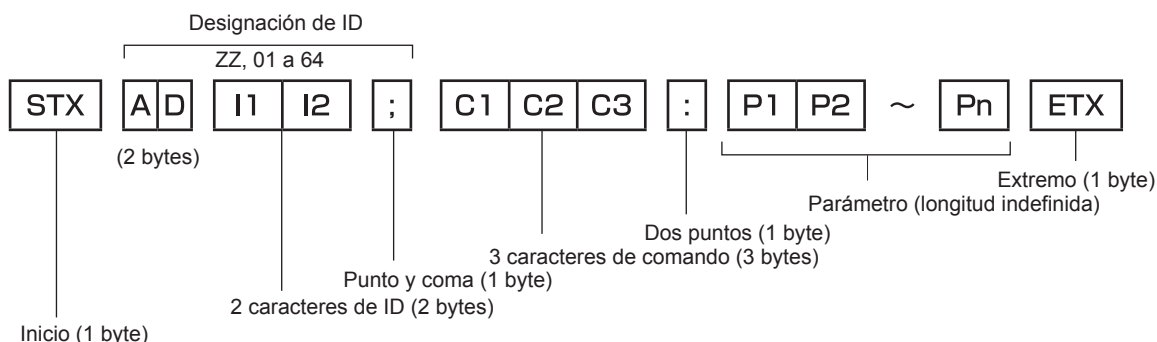 Designación de ID
ZZ, 01 a 64
STX A D I1 I2 ; C1 C2 C3 : P1 P2 ～ Pn ETX
(2 bytes)
Extremo (1 byte)
Parámetro (longitud indefinida)
Dos puntos (1 byte)
3 caracteres de comando (3 bytes)
Punto y coma (1 byte)
2 caracteres de ID (2 bytes)
Inicio (1 byte)